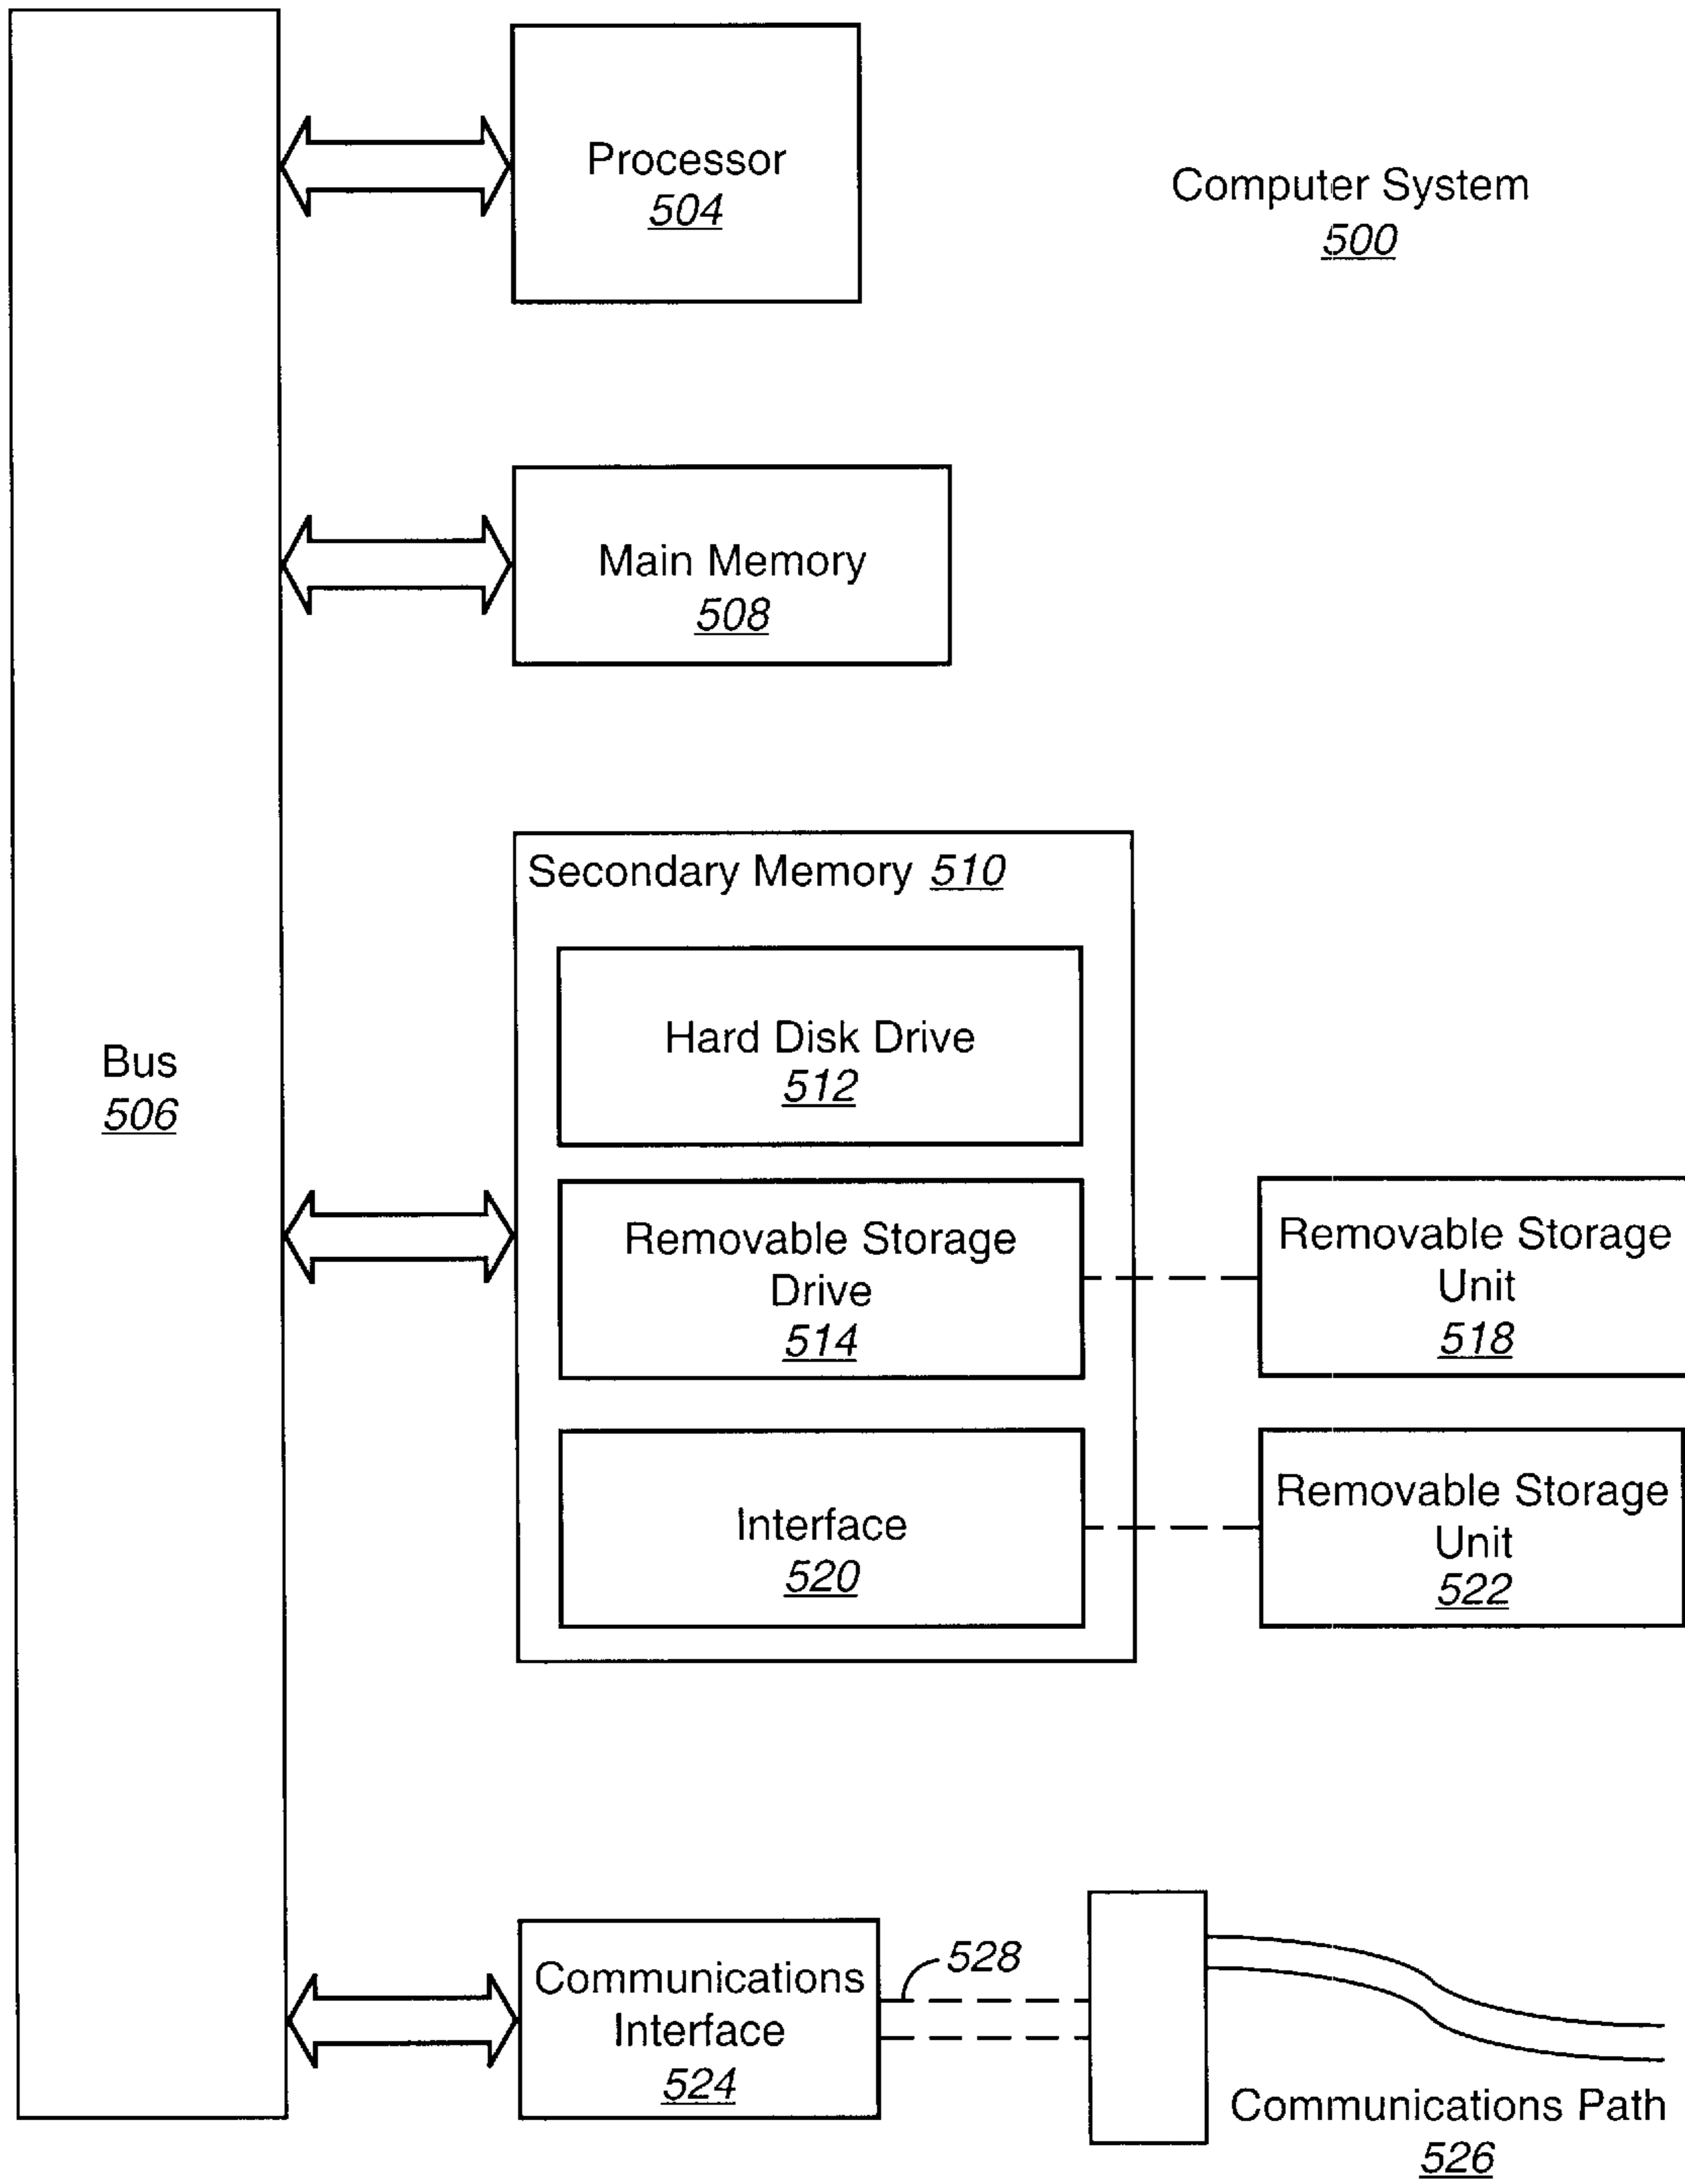 Processor
504
Computer System
500
Main Memory
508
Secondary Memory 510
Hard Disk Drive
512
Bus
506
Removable Storage
Drive
514
Removable Storage
Unit
518
Interface
520
Removable Storage
Unit
522
528
Communications
Interface
524
Communications Path
526